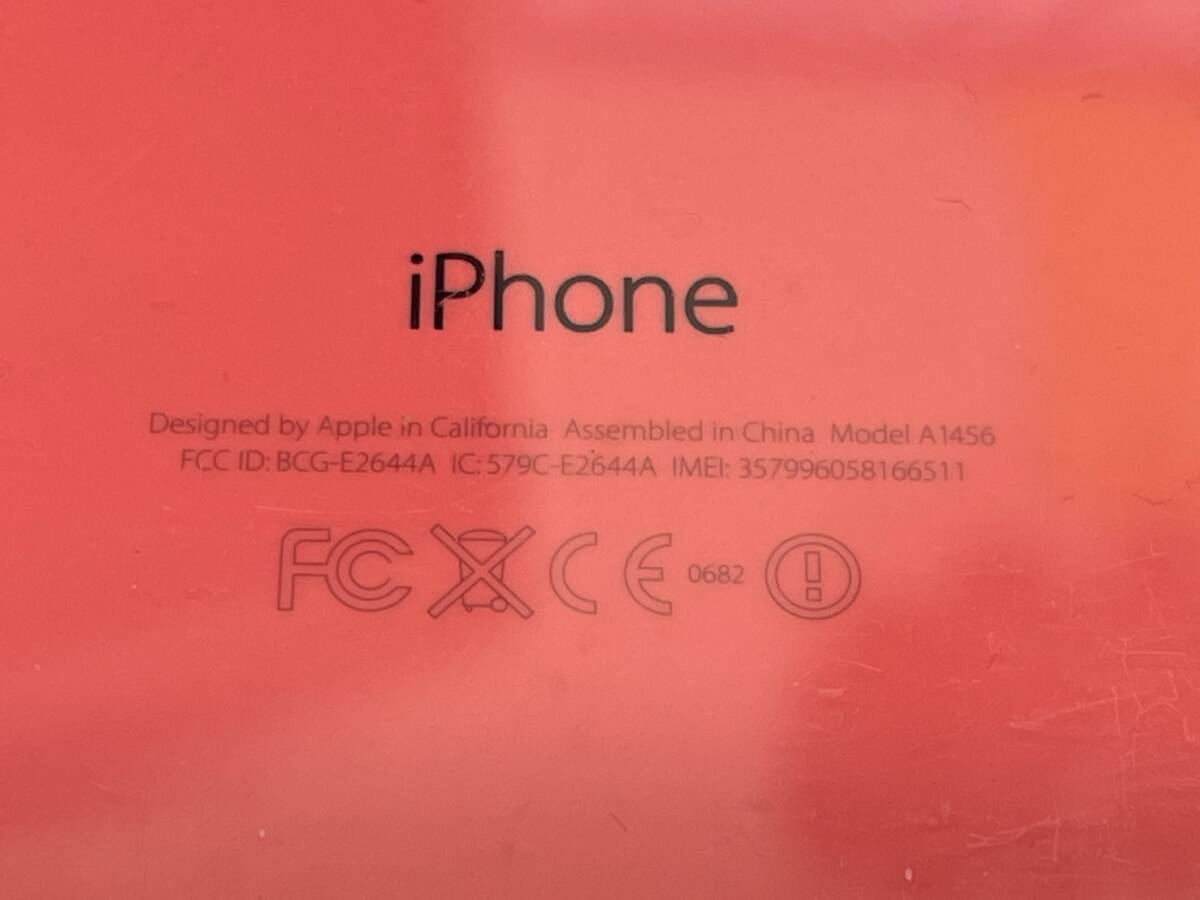 iPhone
Designed by Apple in California Assembled in China Model A1456
FCC ID: BCG-E2644A IC: 579C-E2644A IMEI: 357996058166511
FC CE 0682